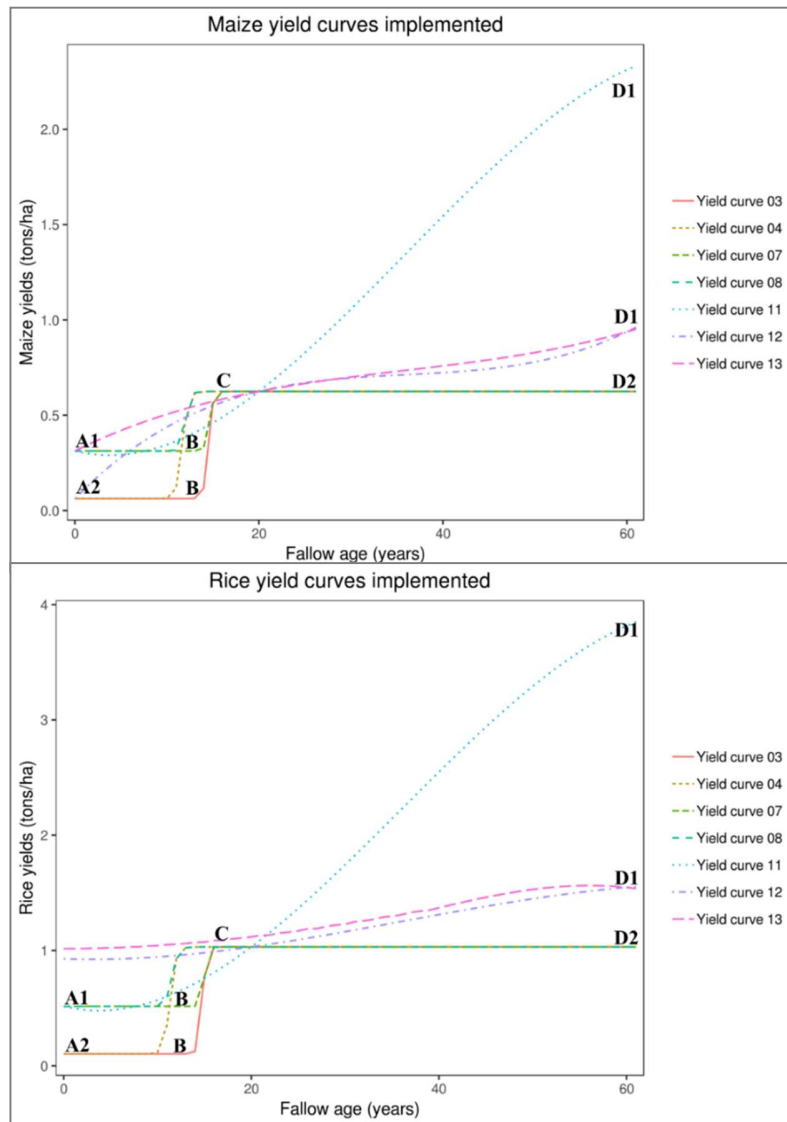 Maize yield curves implemented
D1
2.0
1.5
Maize yields (tons/ha)
Yield curve 03
Yield curve 04
Yield curve 07
Yield curve 08
Yield curve 11
Yield curve 12
Yield curve 13
1.0
D1
C
D2
0.5
A1
B
A2
B
0.0
0 20 40 60
Fallow age (years)
Rice yield curves implemented
4
D1
3
Rice yields (tons/ha)
Yield curve 03
Yield curve 04
Yield curve 07
Yield curve 08
Yield curve 11
Yield curve 12
Yield curve 13
2
D1
C
D2
1
A1
B
A2
B
0
0 20 40 60
Fallow age (years)